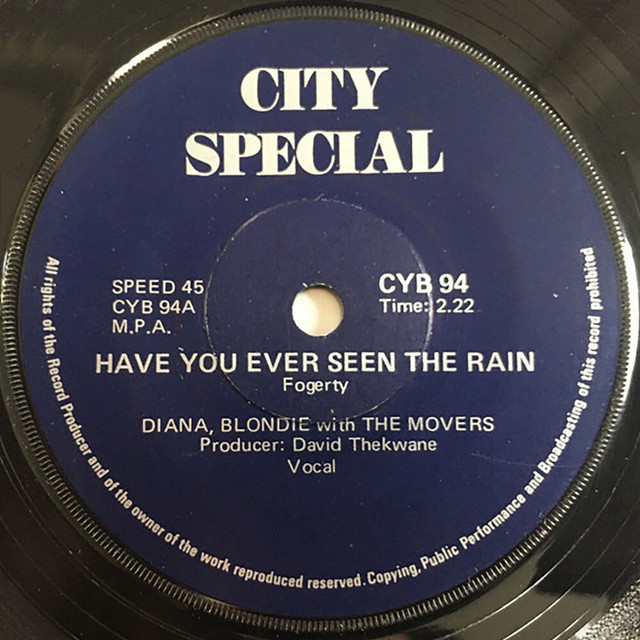 CITY
SPECIAL
SPEED 45
CYB 94A
M.P.A.
CYB 94
Time: 2.22
HAVE YOU EVER SEEN THE RAIN
Fogerty
DIANA, BLONDIE with THE MOVERS
Producer: David Thekwane
Vocal
All rights of the Record Producer and of the owner of the work reproduced reserved. Copying, Public Performance and Broadcasting of this record prohibited